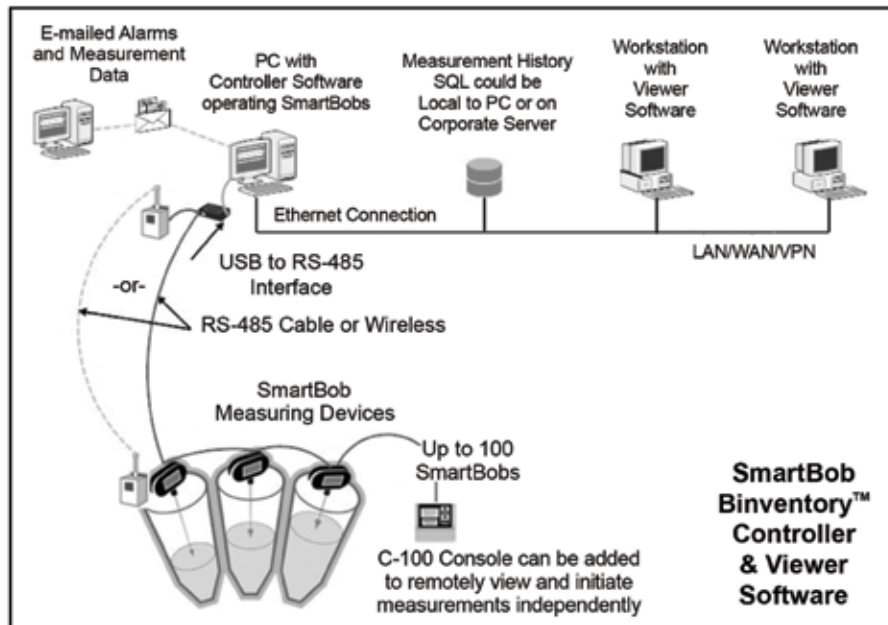 E-mailed Alarms
and Measurement
Data
PC with
Controller Software
operating SmartBobs
Measurement History
SQL could be
Local to PC or on
Corporate Server
Workstation
with
Viewer
Software
Workstation
with
Viewer
Software
Ethernet Connection
LAN/WAN/VPN
USB to RS-485
Interface
-or-
RS-485 Cable or Wireless
SmartBob
Measuring Devices
Up to 100
SmartBobs
C-100 Console can be added
to remotely view and initiate
measurements independently
SmartBob
Binventory™
Controller
& Viewer
Software